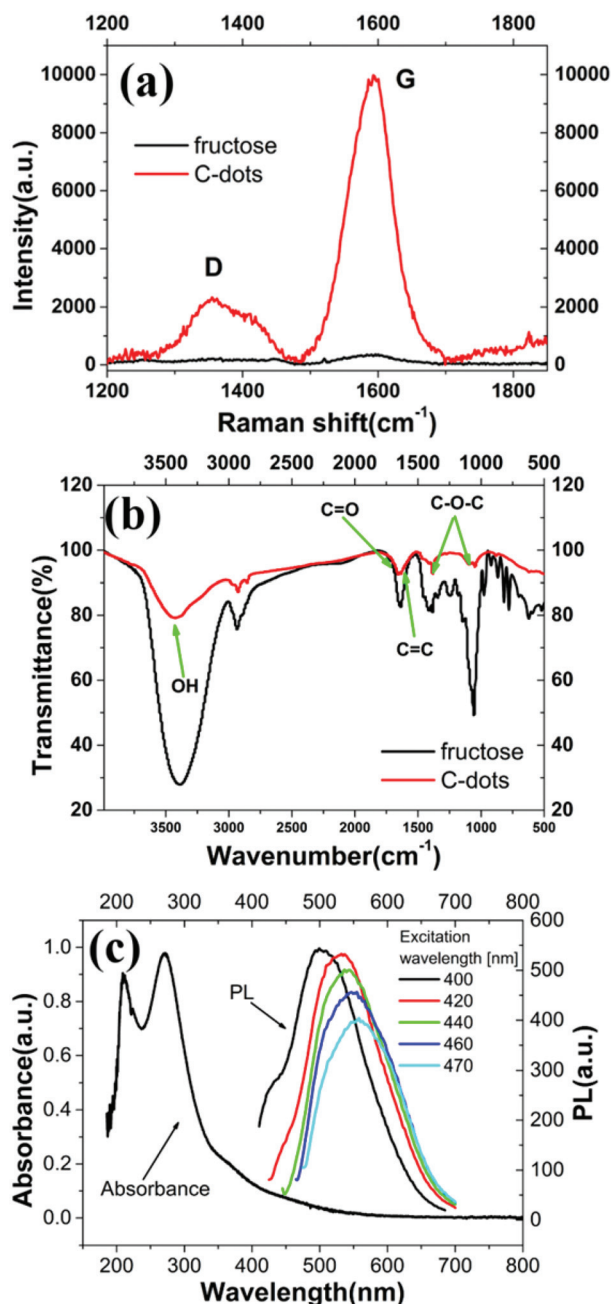 1200 1400 1600 1800
(a)
G
fructose
C-dots
D
Intensity(a.u.)
10000
8000
6000
4000
2000
0
10000
8000
6000
4000
2000
0
1200 1400 1600 1800
Raman shift(cm-1)
3500 3000 2500 2000 1500 1000 500
(b)
C=O
C-O-C
C=C
OH
fructose
C-dots
Transmittance(%)
120
100
80
60
40
20
120
100
80
60
40
20
3500 3000 2500 2000 1500 1000 500
Wavenumber(cm-1)
200 300 400 500 600 700 800
(c)
Excitation
wavelength [nm]
400
420
440
460
470
PL
Absorbance
Absorbance(a.u.)
1.0
0.8
0.6
0.4
0.2
0.0
600
500
400
300
200
100
0
PL(a.u.)
200 300 400 500 600 700 800
Wavelength(nm)